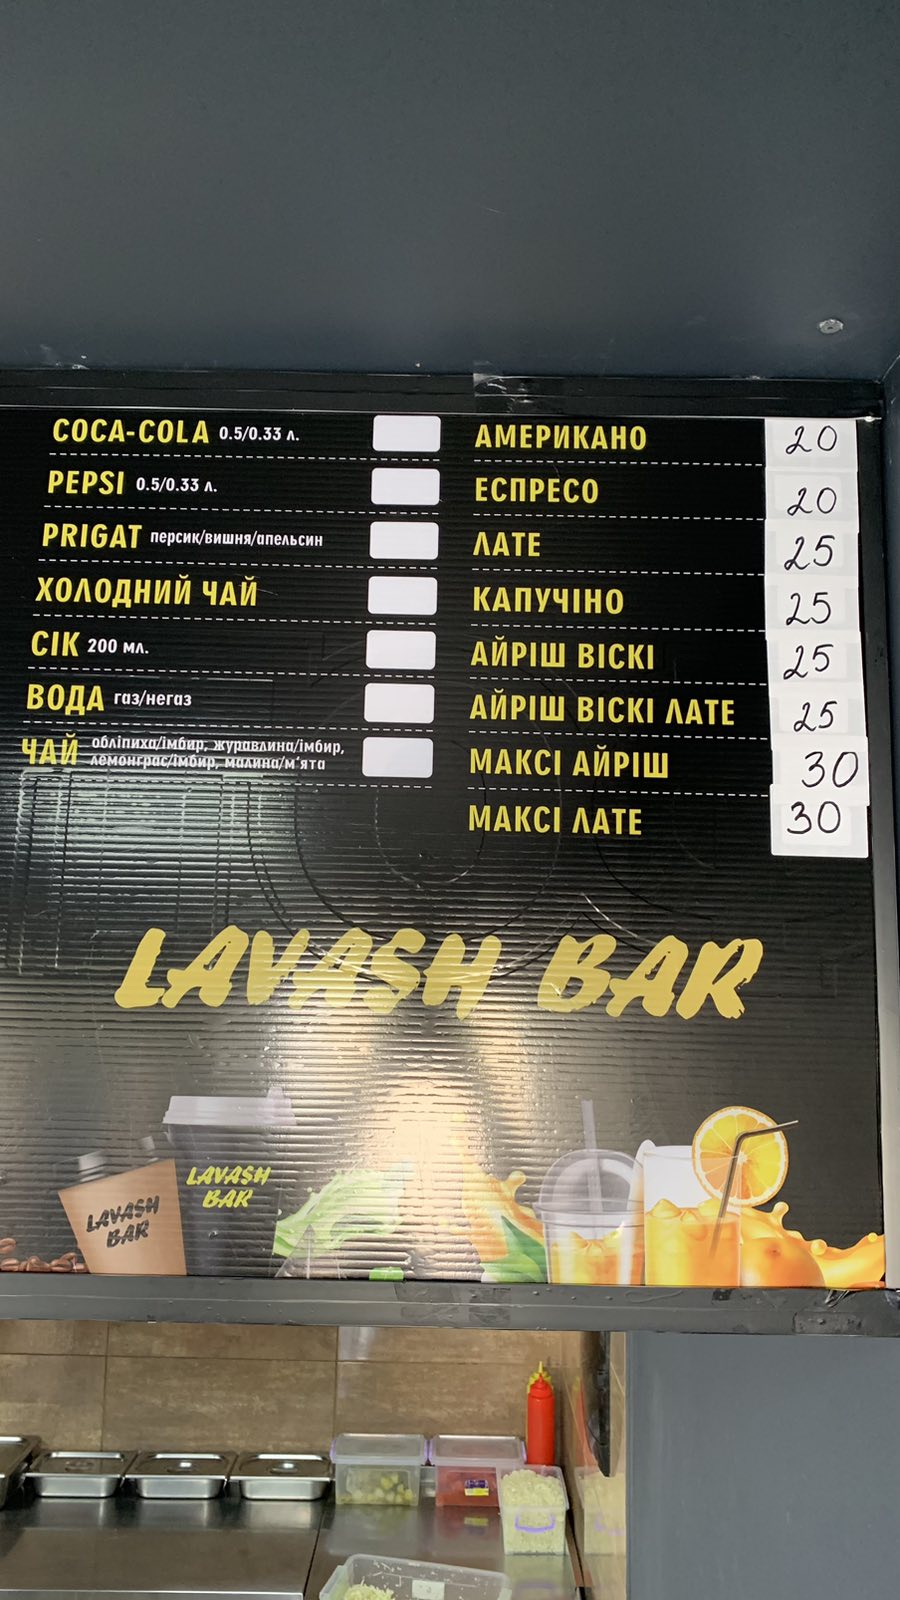 COCA-COLA 0.5/0.33 л.
PEPSI 0.5/0.33 л.
PRIGAT персик/вишня/апельсин
ХОЛОДНИЙ ЧАЙ
СІК 200 мл.
ВОДА газ/негаз
ЧАЙ обліпиха/імбир, журавлина/імбир,
лемонграс/імбир, малина/м'ята
АМЕРИКАНО 20
ЕСПРЕСО 20
ЛАТЕ 25
КАПУЧІНО 25
АЙРІШ ВІСКІ 25
АЙРІШ ВІСКІ ЛАТЕ 25
МАКСІ АЙРІШ 30
МАКСІ ЛАТЕ 30
LAVASH BAR
LAVASH
BAR
LAVASH
BAR